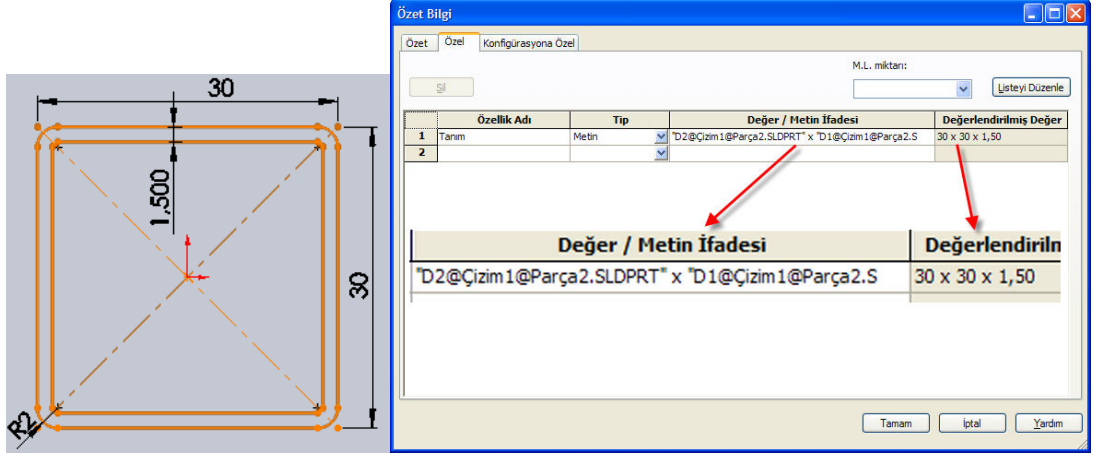 30
1,500
30
R2
Özet Bilgi
Özet Özel Konfigürasyona Özel
M.L. miktarı:
Sil Listeyi Düzenle
Özellik Adı Tip Değer / Metin İfadesi Değerlendirilmiş Değer
1 Tanım Metin "D2@Çizim1@Parça2.SLDPRT" x "D1@Çizim1@Parça2.S 30 x 30 x 1,50
2
Değer / Metin İfadesi Değerlendiriln
"D2@Çizim1@Parça2.SLDPRT" x "D1@Çizim1@Parça2.S 30 x 30 x 1,50
Tamam İptal Yardım